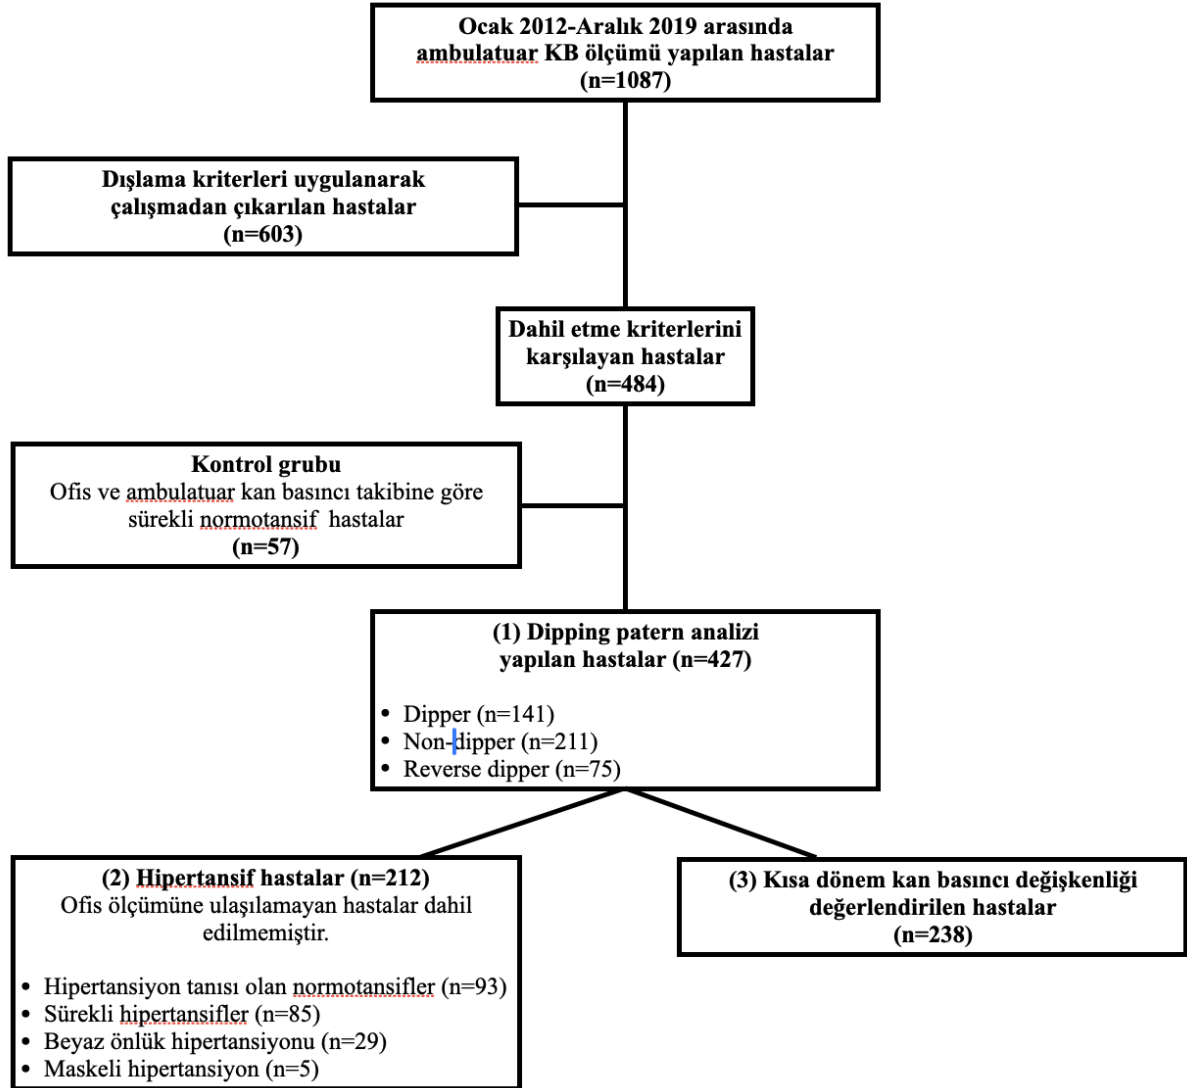 Ocak 2012-Aralık 2019 arasında
ambulatuar KB ölçümü yapılan hastalar
(n=1087)
Dışlama kriterleri uygulanarak
çalışmadan çıkarılan hastalar
(n=603)
Dahil etme kriterlerini
karşılayan hastalar
(n=484)
Kontrol grubu
Ofis ve ambulatuar kan basıncı takibine göre
sürekli normotansif hastalar
(n=57)
(1) Dipping patern analizi
yapılan hastalar (n=427)
• Dipper (n=141)
• Non-dipper (n=211)
• Reverse dipper (n=75)
(2) Hipertansif hastalar (n=212)
Ofis ölçümüne ulaşılamayan hastalar dahil
edilmemiştir.
• Hipertansiyon tanısı olan normotansifler (n=93)
• Sürekli hipertansifler (n=85)
• Beyaz önlük hipertansiyonu (n=29)
• Maskeli hipertansiyon (n=5)
(3) Kısa dönem kan basıncı değişkenliği
değerlendirilen hastalar
(n=238)